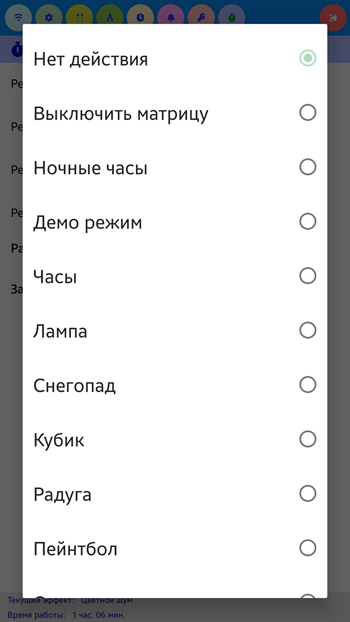 Нет действия
Выключить матрицу
Ночные часы
Демо режим
Часы
Лампа
Снегопад
Кубик
Радуга
Пейнтбол
Текущий эффект: Цветной шум
Время работы: 1 час. 06 мин.